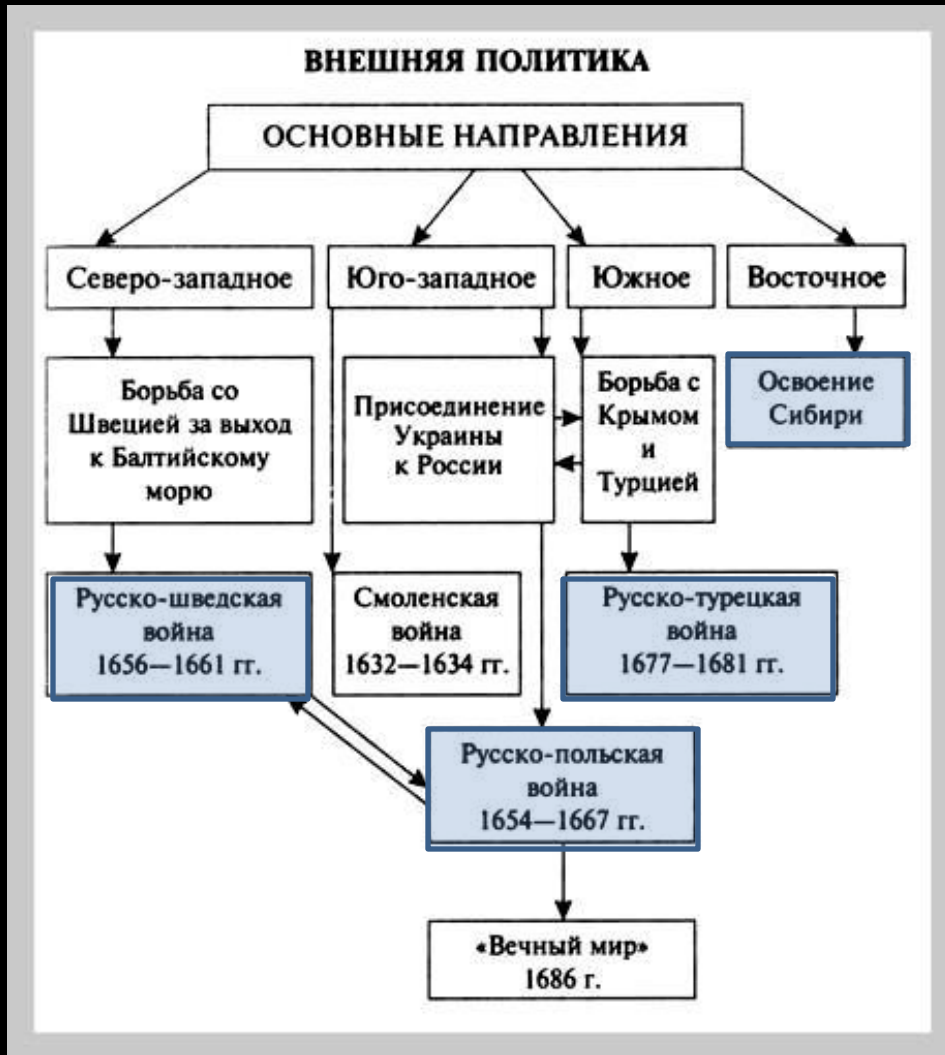 ВНЕШНЯЯ ПОЛИТИКА
ОСНОВНЫЕ НАПРАВЛЕНИЯ
Северо-западное
Юго-западное
Южное
Восточное
Борьба со
Швецией за выход
к Балтийскому
морю
Присоединение
Украины
к России
Борьба с
Крымом
и
Турцией
Освоение
Сибири
Русско-шведская
война
1656—1661 гг.
Смоленская
война
1632—1634 гг.
Русско-турецкая
война
1677—1681 гг.
Русско-польская
война
1654—1667 гг.
«Вечный мир»
1686 г.